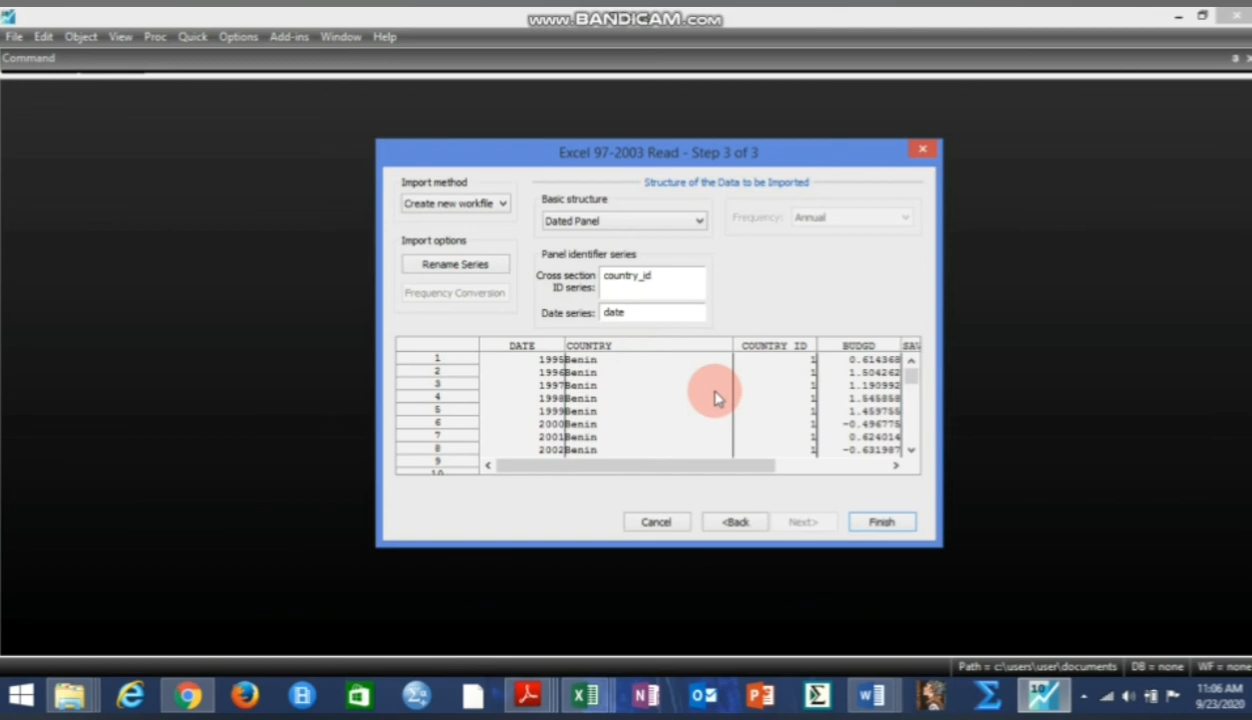 www.BANDICAM.com
File Edit Object View Proc Quick Options Add-ins Window Help
Command
Excel 97-2003 Read - Step 3 of 3
Import method
Create new workfile
Structure of the Data to be Imported
Basic structure
Dated Panel
Frequency: Annual
Import options
Rename Series
Frequency Conversion
Panel identifier series
Cross section ID series: country_id
Date series: date
DATE COUNTRY COUNTRY ID BUDGD SAV
1 1995 Benin 1 0.614368
2 1996 Benin 1 1.504262
3 1997 Benin 1 1.190992
4 1998 Benin 1 1.545858
5 1999 Benin 1 1.459755
6 2000 Benin 1 -0.496775
7 2001 Benin 1 0.624014
8 2002 Benin 1 -0.631987
9
10
Cancel <Back Next> Finish
Path = c:\users\user\documents DB = none WF = none
11:06 AM
9/23/2020